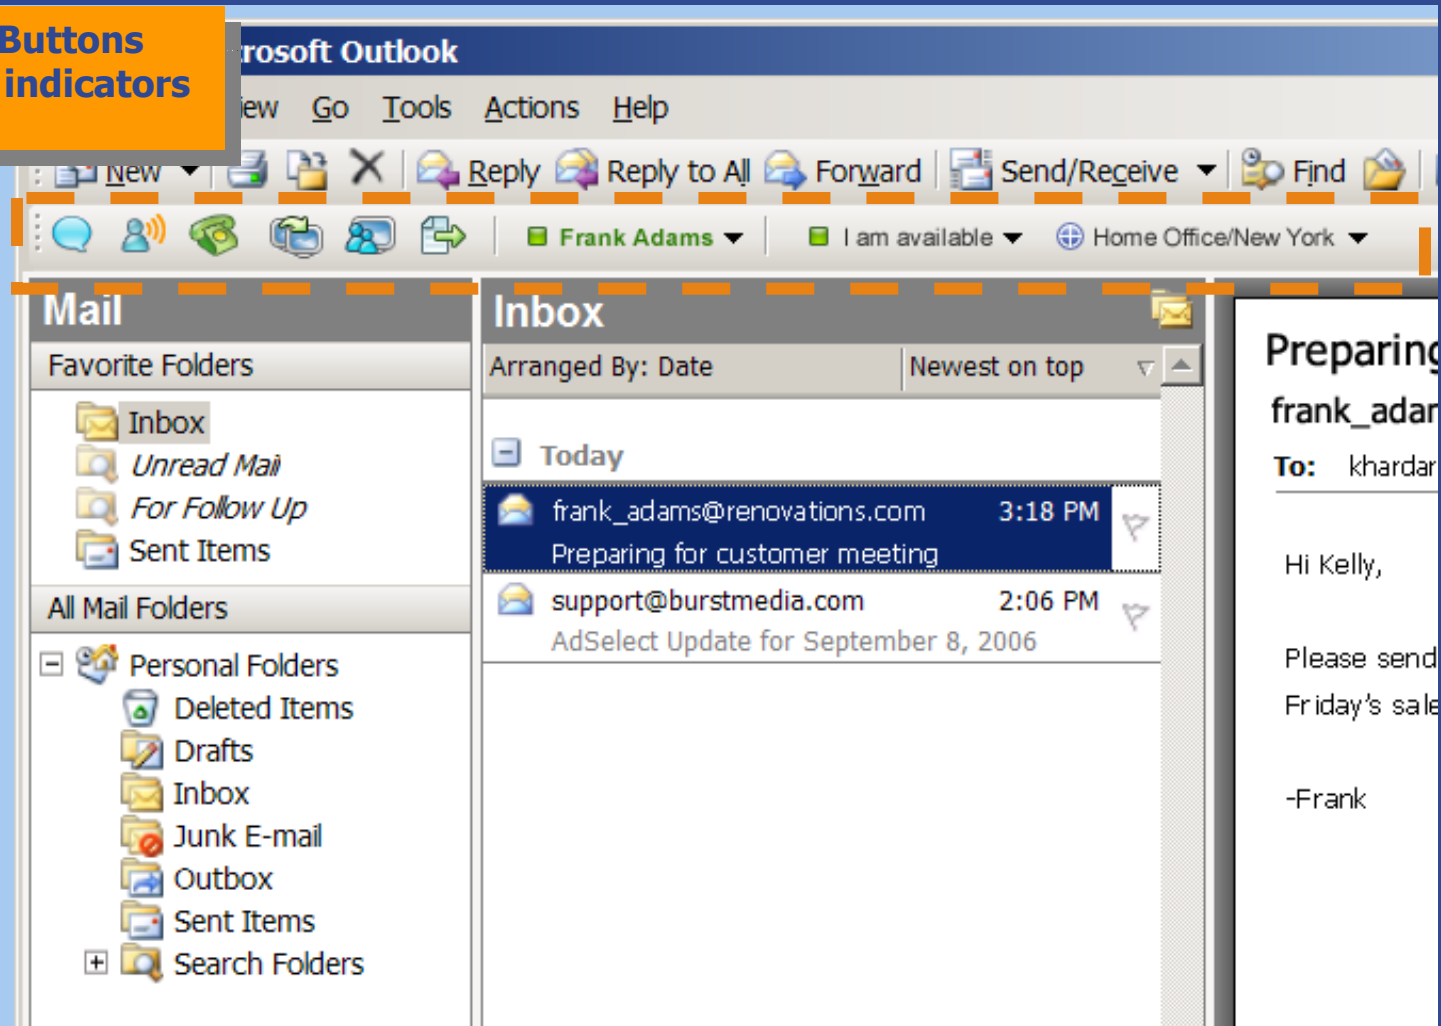 Buttons
indicators
rosoft Outlook
iew Go Tools Actions Help
New Reply Reply to All Forward Send/Receive Find
Frank Adams I am available Home Office/New York
Mail
Favorite Folders
Inbox
Unread Mail
For Follow Up
Sent Items
All Mail Folders
Personal Folders
Deleted Items
Drafts
Inbox
Junk E-mail
Outbox
Sent Items
Search Folders
Inbox
Arranged By: Date Newest on top
Today
frank_adams@renovations.com 3:18 PM
Preparing for customer meeting
support@burstmedia.com 2:06 PM
AdSelect Update for September 8, 2006
Preparing
frank_adam
To: khardar
Hi Kelly,
Please send
Friday's sale
-Frank